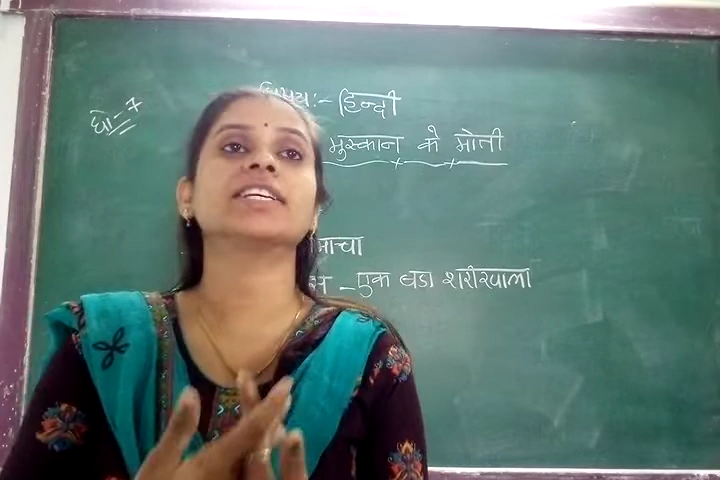 धो-7
विषय:- हिन्दी
मुस्कान के मोती
- एक बडा शरीरवाला